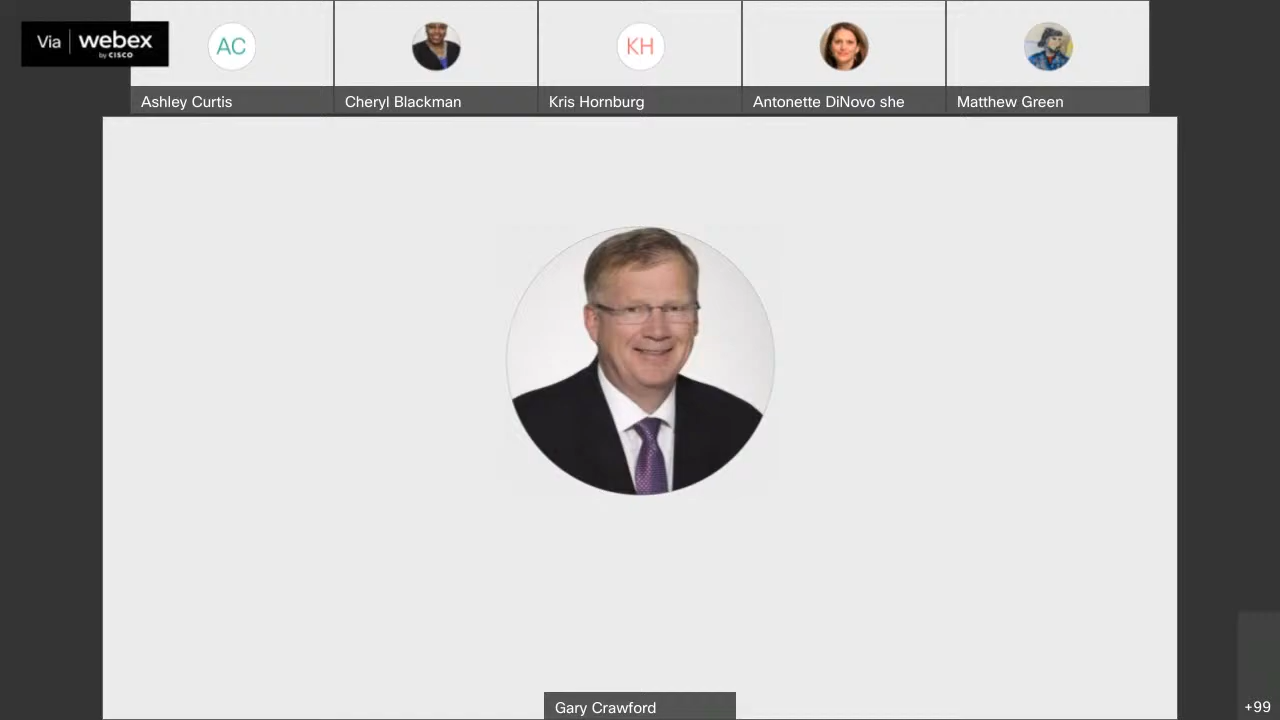 Via webex
by CISCO
AC
KH
Ashley Curtis
Cheryl Blackman
Kris Hornburg
Antonette DiNovo she
Matthew Green
Gary Crawford
+99